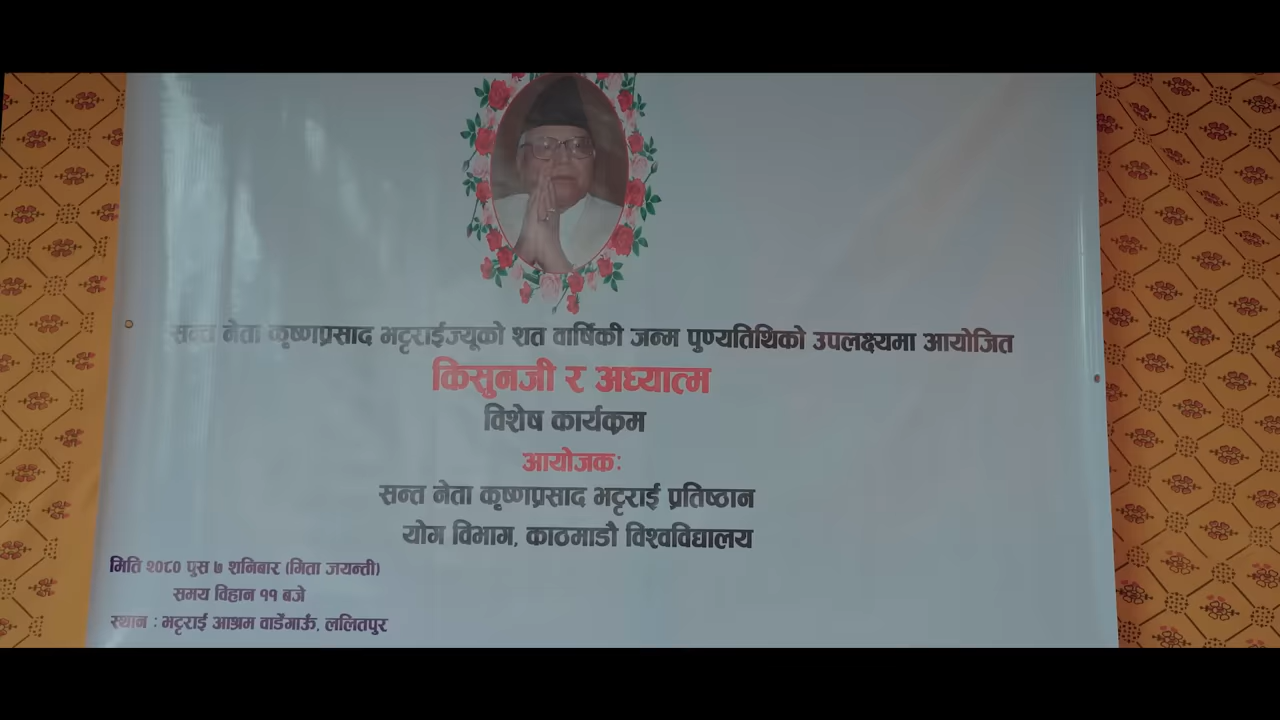 सन्त नेता कृष्णप्रसाद भट्टराईज्यूको शत वार्षिकी जन्म पुण्यतिथिको उपलक्ष्यमा आयोजित
किसुनजी र अध्यात्म
विशेष कार्यक्रम
आयोजकः
सन्त नेता कृष्णप्रसाद भट्टराई प्रतिष्ठान
योग विभाग, काठमाडौ विश्वविद्यालय
मिति २०८० पुस ७ शनिबार (गिता जयन्ती)
समय विहान ११ बजे
स्थान : भट्टराई आश्रम वाडेँगाऊँ, ललितपुर